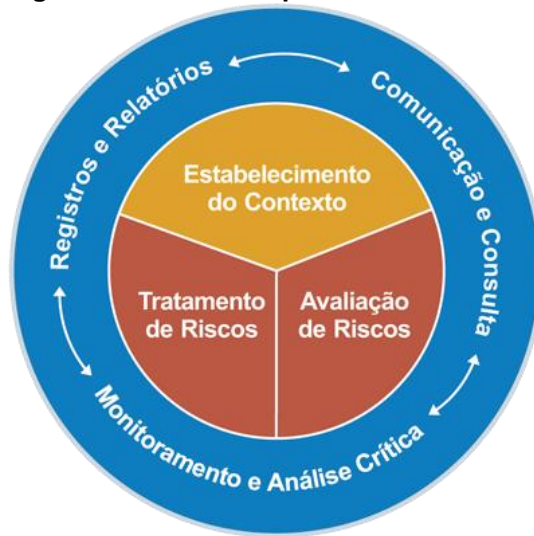 Registros e Relatórios
Comunicação e Consulta
Estabelecimento
do Contexto
Tratamento
de Riscos
Avaliação
de Riscos
Monitoramento e Análise Crítica